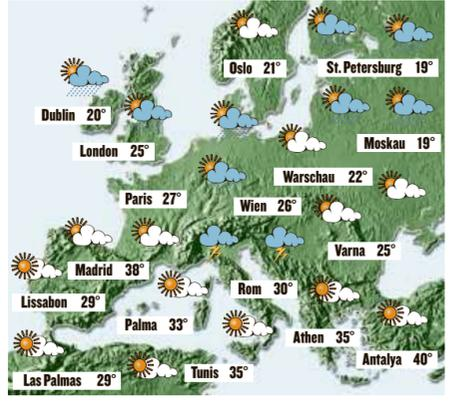 Oslo 21°
St. Petersburg 19°
Dublin 20°
London 25°
Moskau 19°
Warschau 22°
Paris 27°
Wien 26°
Varna 25°
Madrid 38°
Lissabon 29°
Rom 30°
Palma 33°
Athen 35°
Antalya 40°
Las Palmas 29°
Tunis 35°